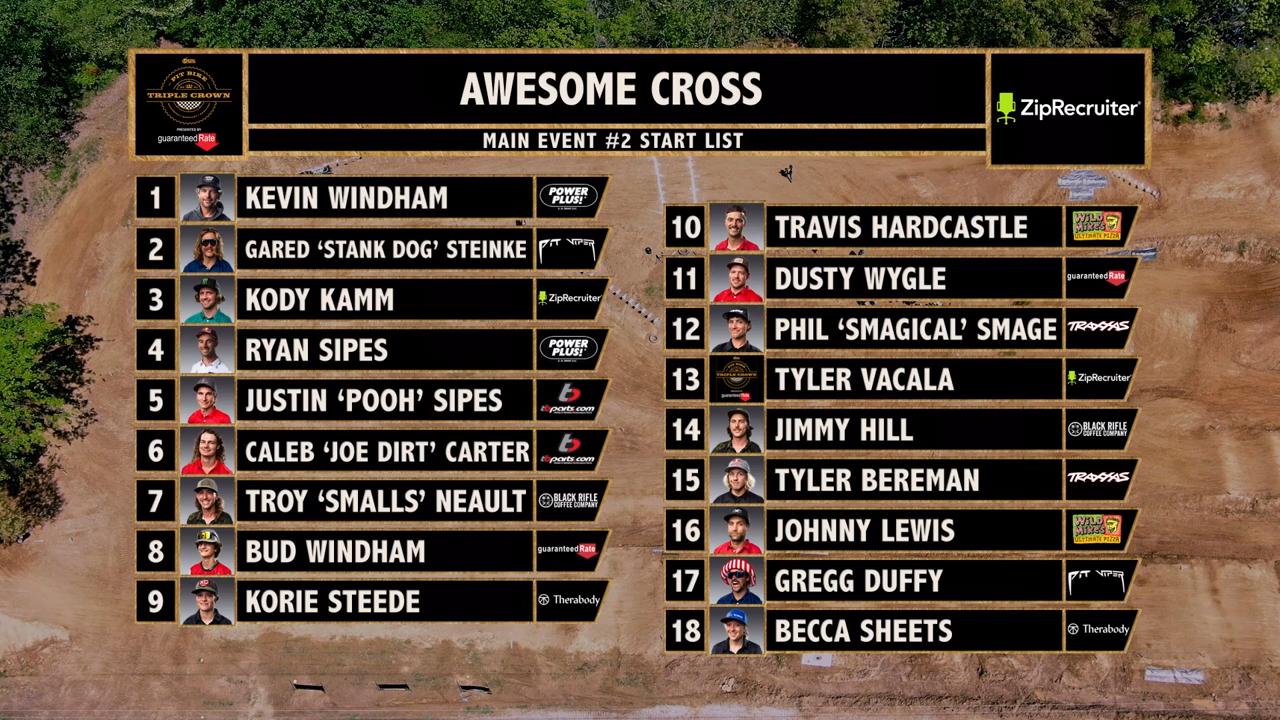 PIT BIKE
TRIPLE CROWN
PRESENTED BY
guaranteed Rate
AWESOME CROSS
MAIN EVENT #2 START LIST
ZipRecruiter
1 KEVIN WINDHAM POWER PLUS!
2 GARED ‘STANK DOG’ STEINKE PIT VIPER
3 KODY KAMM ZipRecruiter
4 RYAN SIPES POWER PLUS!
5 JUSTIN ‘POOH’ SIPES tbparts.com
6 CALEB ‘JOE DIRT’ CARTER tbparts.com
7 TROY ‘SMALLS’ NEAULT BLACK RIFLE COFFEE COMPANY
8 BUD WINDHAM guaranteed Rate
9 KORIE STEEDE Therabody
10 TRAVIS HARDCASTLE WILD MIKE'S ULTIMATE PIZZA
11 DUSTY WYGLE guaranteed Rate
12 PHIL ‘SMAGICAL’ SMAGE TRAXXAS
13 TRIPLE CROWN TYLER VACALA ZipRecruiter
14 JIMMY HILL BLACK RIFLE COFFEE COMPANY
15 TYLER BEREMAN TRAXXAS
16 JOHNNY LEWIS WILD MIKE'S ULTIMATE PIZZA
17 GREGG DUFFY PIT VIPER
18 BECCA SHEETS Therabody